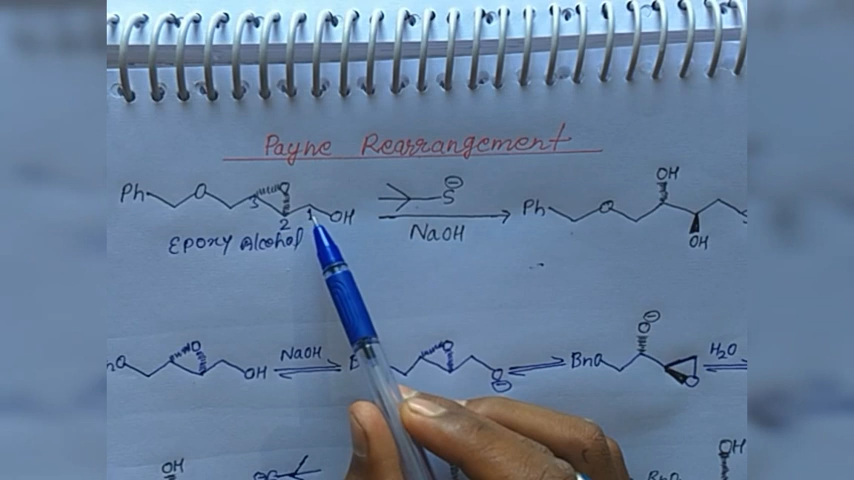 Payne Rearrangement
Ph O 3 O 2 1 OH S⊖ NaOH Ph O OH OH
Epoxy Alcohol
O OH NaOH O O⊖ BnO O⊖ O H₂O
OH OH